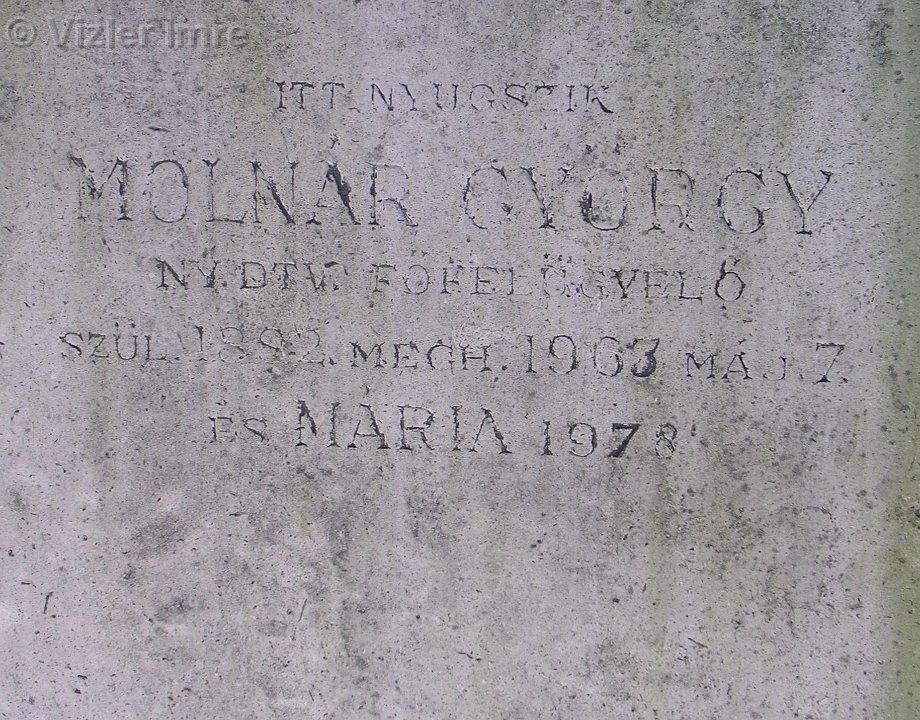 © Vizler Imre
ITT NYUGSZIK
MOLNÁR GYÖRGY
NY. DTV. FŐFELÜGYELŐ
SZÜL. 1892. MEGH. 1963 MÁJ. 7.
ÉS MÁRIA 1978